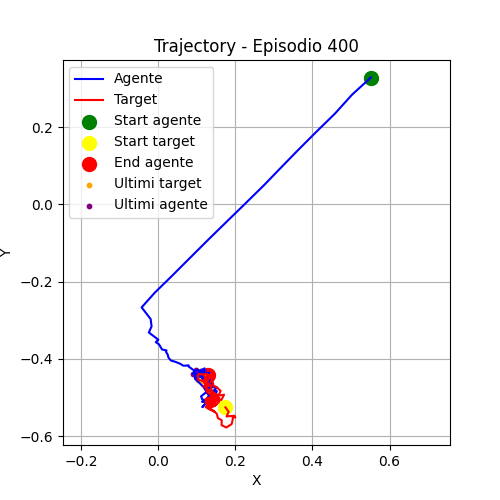 Trajectory - Episodio 400
Agente
Target
Start agente
Start target
End agente
Ultimi target
Ultimi agente
0.2
0.0
−0.2
−0.4
−0.6
Y
−0.2
0.0
0.2
0.4
0.6
X